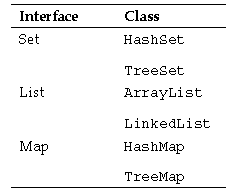 Interface Class
Set HashSet
TreeSet
List ArrayList
LinkedList
Map HashMap
TreeMap